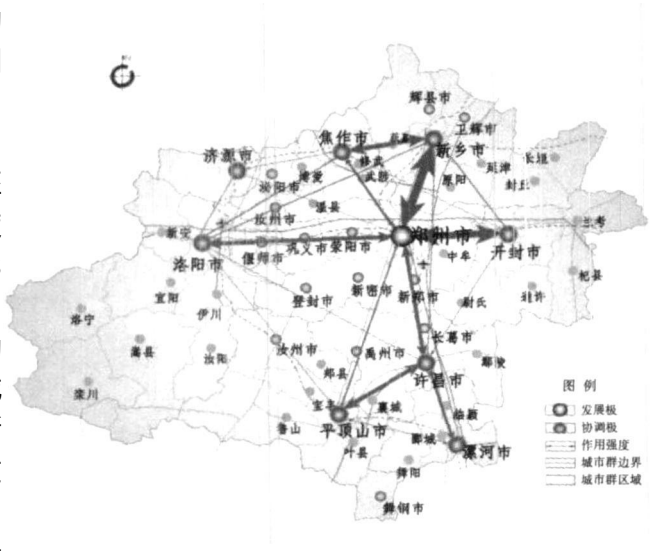 辉县市
卫辉市
焦作市
新乡市
长垣
济源市
修武
延津
博爱
武陟
原阳
封丘
沁阳市
温县
汝州市
兰考
新安
郑州市
开封市
洛阳市
偃师市
巩义市
荥阳市
中牟
杞县
宜阳
伊川
登封市
新密市
新郑
尉氏
洛宁
长葛市
嵩县
汝阳
汝州市
禹州市
鄢陵
郏县
许昌市
栾川
宝丰
襄城
鲁山
平顶山市
临颍
郾城
叶县
漯河市
舞阳
舞钢市
图 例
发展极
协调极
作用强度
城市群边界
城市群区域